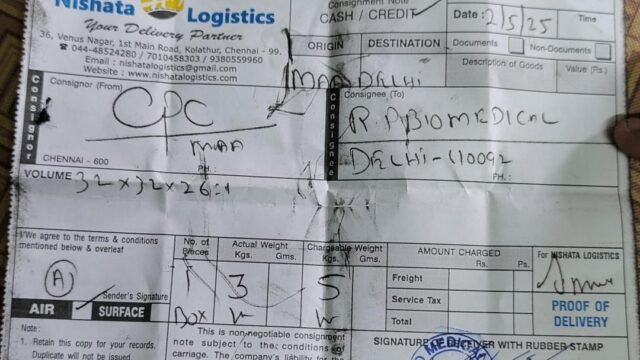 Nishata Logistics
Your Delivery Partner
36, Venus Nagar, 1st Main Road, Kolathur, Chennai - 99.
☎ 044-48524280 / 7010458303 / 9380559960
Email : nishatalogistics@gmail.com
Website : www.nishatalogistics.com
Consignment Note
CASH / CREDIT
Date : 2/5/25
Time
ORIGIN
DESTINATION
MAA DELHI
Documents
Non-Documents
Description of Goods
Value (Rs.)
Consignor
Consignor (From)
CPC
MAA
CHENNAI - 600
PH. :
Consignee
Consignee (To)
R.P BIOMEDICAL
DELHI-110092
PH. :
VOLUME 32 x 32 x 26 = 1
I/We agree to the terms & conditions
mentioned below & overleaf
A
Sender's Signature
AIR
SURFACE
No. of Pieces
Actual Weight
Kgs. Gms.
Chargeable Weight
Kgs. Gms.
1 3 5
BOX
AMOUNT CHARGED
Rs. Ps.
Freight
Service Tax
Total
For NISHATA LOGISTICS
PROOF OF
DELIVERY
Note :
1. Retain this copy for your records.
Duplicate will not be issued
This is non-negotiable consignment
note subject to the conditions of
carriage. The company's liability for the
SIGNATURE RECEIVER WITH RUBBER STAMP